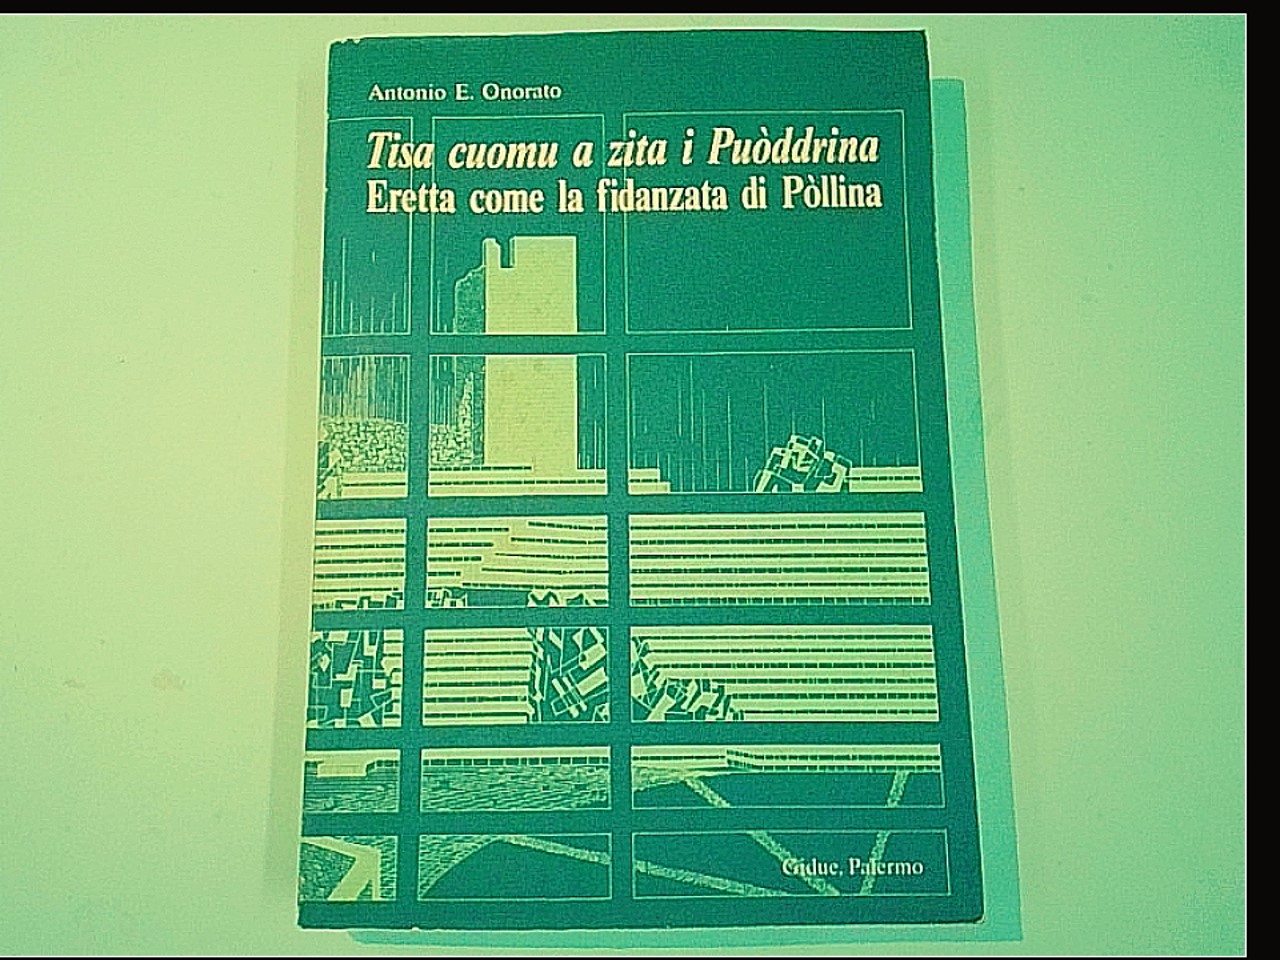 Antonio E. Onorato
Tisa cuomu a zita i Puòddrina
Eretta come la fidanzata di Pòllina
Gidue, Palermo